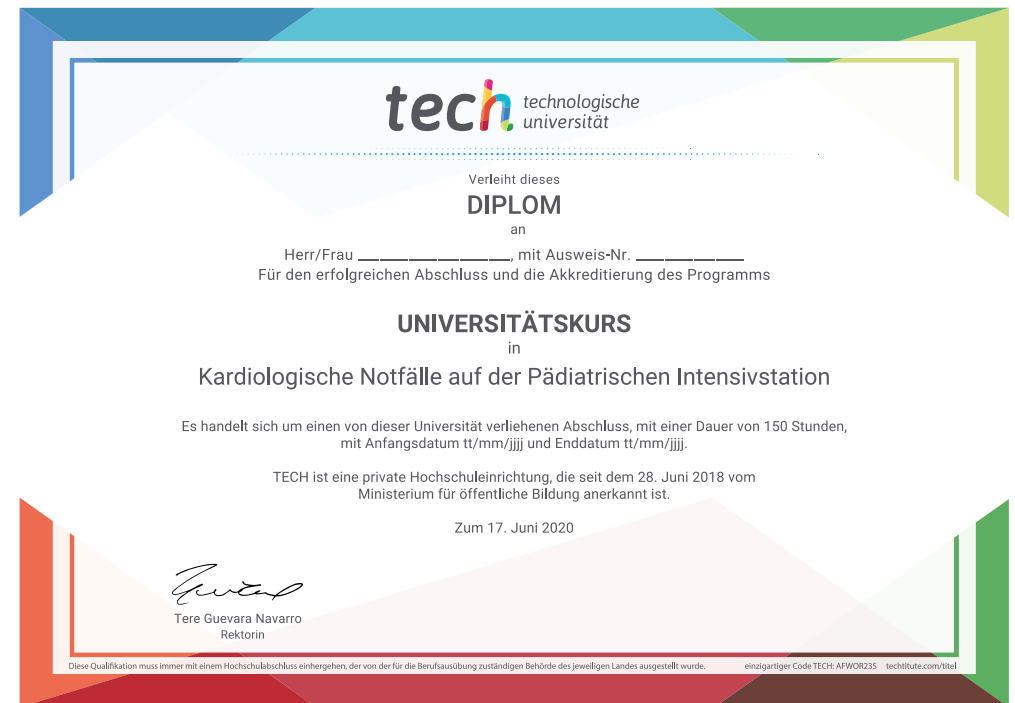 tech technologische
universität
Verleiht dieses
DIPLOM
an
Herr/Frau ____________________, mit Ausweis-Nr. ______________
Für den erfolgreichen Abschluss und die Akkreditierung des Programms
UNIVERSITÄTSKURS
in
Kardiologische Notfälle auf der Pädiatrischen Intensivstation
Es handelt sich um einen von dieser Universität verliehenen Abschluss, mit einer Dauer von 150 Stunden,
mit Anfangsdatum tt/mm/jjjj und Enddatum tt/mm/jjjj.
TECH ist eine private Hochschuleinrichtung, die seit dem 28. Juni 2018 vom
Ministerium für öffentliche Bildung anerkannt ist.
Zum 17. Juni 2020
Tere Guevara Navarro
Rektorin
Diese Qualifikation muss immer mit einem Hochschulabschluss einhergehen, der von der für die Berufsausübung zuständigen Behörde des jeweiligen Landes ausgestellt wurde. einzigartiger Code TECH: AFWOR23S techtitute.com/titel